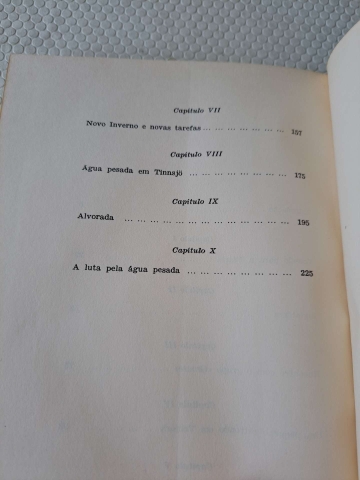 Capítulo VII
Novo Inverno e novas tarefas ... ... ... ... ... ... ... 157
Capítulo VIII
Água pesada em Tinnsjö ... ... ... ... ... ... ... ... 175
Capítulo IX
Alvorada ... ... ... ... ... ... ... ... ... ... ... ... ... 195
Capítulo X
A luta pela água pesada ... ... ... ... ... ... ... ... 225